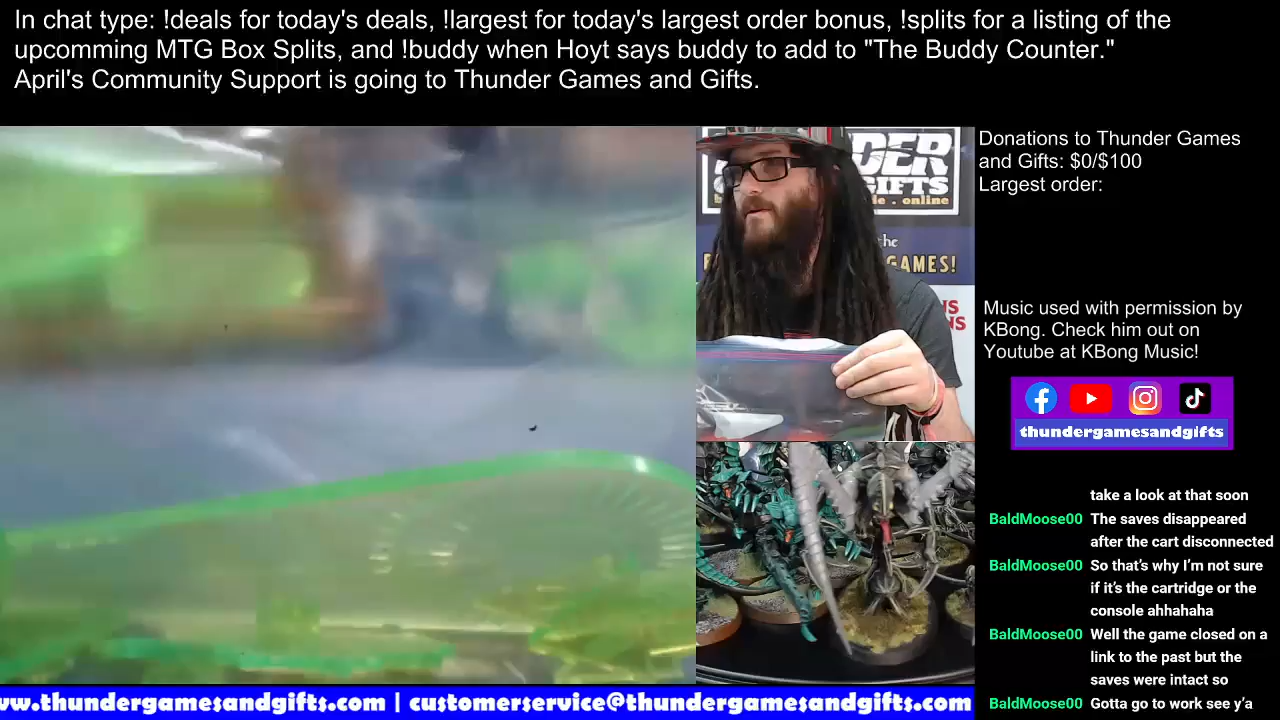 In chat type: !deals for today's deals, !largest for today's largest order bonus, !splits for a listing of the
upcomming MTG Box Splits, and !buddy when Hoyt says buddy to add to "The Buddy Counter."
April's Community Support is going to Thunder Games and Gifts.
DER
GIFTS
online
the
GAMES!
Donations to Thunder Games
and Gifts: $0/$100
Largest order:
Music used with permission by
KBong. Check him out on
Youtube at KBong Music!
thundergamesandgifts
take a look at that soon
BaldMoose00 The saves disappeared
after the cart disconnected
BaldMoose00 So that's why I'm not sure
if it's the cartridge or the
console ahhahaha
BaldMoose00 Well the game closed on a
link to the past but the
saves were intact so
BaldMoose00 Gotta go to work see y'a
w.thundergamesandgifts.com | customerservice@thundergamesandgifts.com